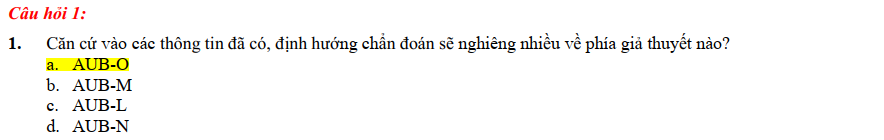 Câu hỏi 1:
1. Căn cứ vào các thông tin đã có, định hướng chẩn đoán sẽ nghiêng nhiều về phía giả thuyết nào?
a. AUB-O
b. AUB-M
c. AUB-L
d. AUB-N